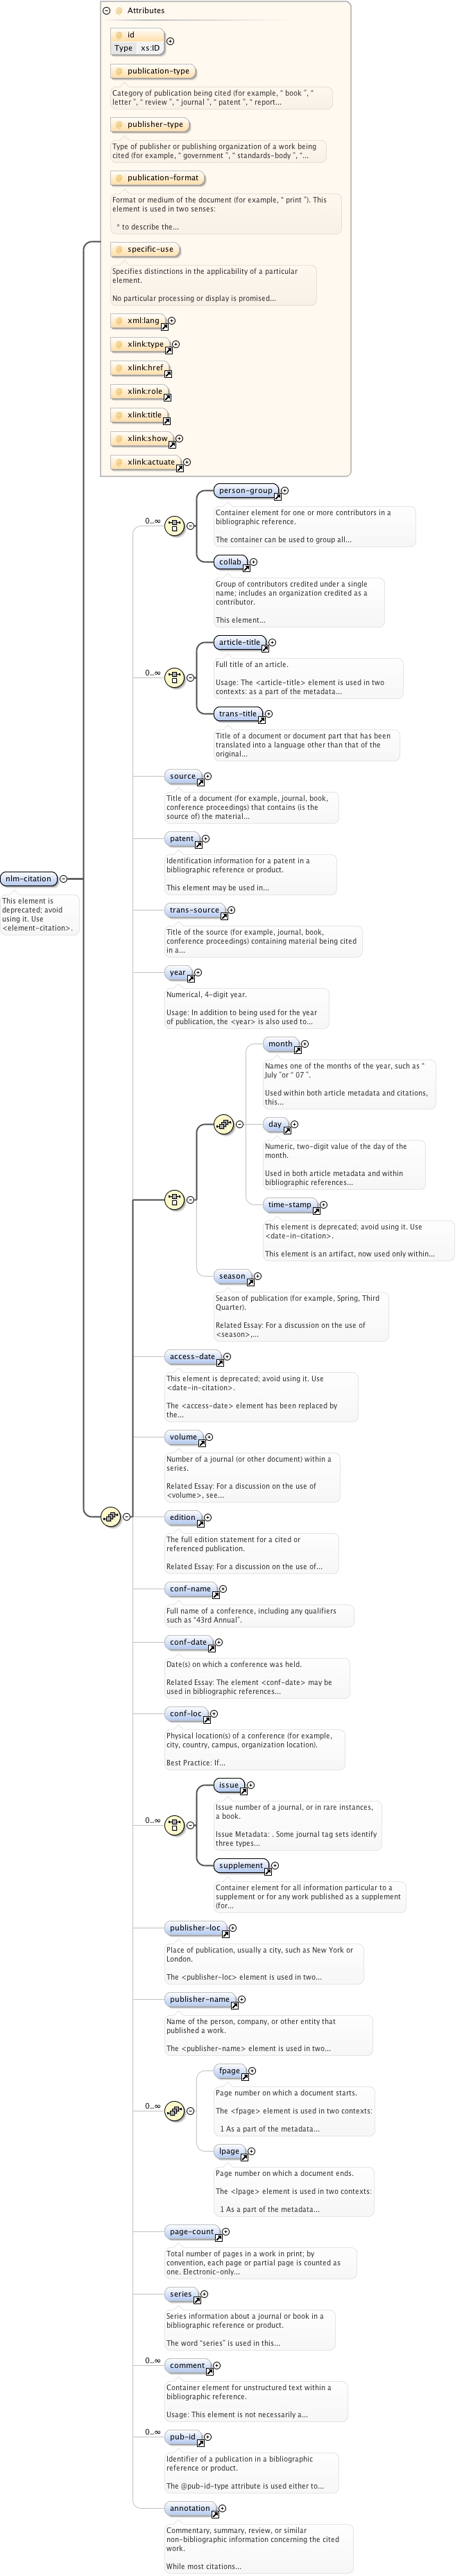 Attributes
id
Type xs:ID
publication-type
Category of publication being cited (for example, “ book ”, “
letter ”, “ review ”, “ journal ”, “ patent ”, “ report...
publisher-type
Type of publisher or publishing organization of a work being
cited (for example, “ government ”, “ standards-body ”, “...
publication-format
Format or medium of the document (for example, “ print ”). This
element is used in two senses:
* to describe the...
specific-use
Specifies distinctions in the applicability of a particular
element.
No particular processing or display is promised...
xml:lang
xlink:type
xlink:href
xlink:role
xlink:title
xlink:show
xlink:actuate
0..∞
person-group
Container element for one or more contributors in a
bibliographic reference.
The container can be used to group all...
collab
Group of contributors credited under a single
name; includes an organization credited as a
contributor.
This element...
0..∞
article-title
Full title of an article.
Usage: The <article-title> element is used in two
contexts: as a part of the metadata...
trans-title
Title of a document or document part that has been
translated into a language other than that of the
original...
source
Title of a document (for example, journal, book,
conference proceedings) that contains (is the
source of) the material...
patent
Identification information for a patent in a
bibliographic reference or product.
This element may be used in...
nlm-citation
This element is
deprecated; avoid
using it. Use
<element-citation>.
trans-source
Title of the source (for example, journal, book,
conference proceedings) containing material being cited
in a...
year
Numerical, 4-digit year.
Usage: In addition to being used for the year
of publication, the <year> is also used to...
month
Names one of the months of the year, such as “
July ”or “ 07 ”.
Used within both article metadata and citations,
this...
day
Numeric, two-digit value of the day of the
month.
Used in both article metadata and within
bibliographic references...
time-stamp
This element is deprecated; avoid using it. Use
<date-in-citation>.
This element is an artifact, now used only within...
season
Season of publication (for example, Spring, Third
Quarter).
Related Essay: For a discussion on the use of
<season>,...
access-date
This element is deprecated; avoid using it. Use
<date-in-citation>.
The <access-date> element has been replaced by
the...
volume
Number of a journal (or other document) within a
series.
Related Essay: For a discussion on the use of
<volume>, see...
edition
The full edition statement for a cited or
referenced publication.
Related Essay: For a discussion on the use of...
conf-name
Full name of a conference, including any qualifiers
such as “43rd Annual”.
conf-date
Date(s) on which a conference was held.
Related Essay: The element <conf-date> may be
used in bibliographic references...
conf-loc
Physical location(s) of a conference (for example,
city, country, campus, organization location).
Best Practice: If...
0..∞
issue
Issue number of a journal, or in rare instances,
a book.
Issue Metadata: . Some journal tag sets identify
three types...
supplement
Container element for all information particular to a
supplement or for any work published as a supplement
(for...
publisher-loc
Place of publication, usually a city, such as New York or
London.
The <publisher-loc> element is used in two...
publisher-name
Name of the person, company, or other entity that
published a work.
The <publisher-name> element is used in two...
0..∞
fpage
Page number on which a document starts.
The <fpage> element is used in two contexts:
1 As a part of the metadata...
lpage
Page number on which a document ends.
The <lpage> element is used in two contexts:
1 As a part of the metadata...
page-count
Total number of pages in a work in print; by
convention, each page or partial page is counted as
one. Electronic-only...
series
Series information about a journal or book in a
bibliographic reference or product.
The word “series” is used in this...
0..∞
comment
Container element for unstructured text within a
bibliographic reference.
Usage: This element is not necessarily a...
0..∞
pub-id
Identifier of a publication in a bibliographic
reference or product.
The @pub-id-type attribute is used either to...
annotation
Commentary, summary, review, or similar
non-bibliographic information concerning the cited
work.
While most citations...